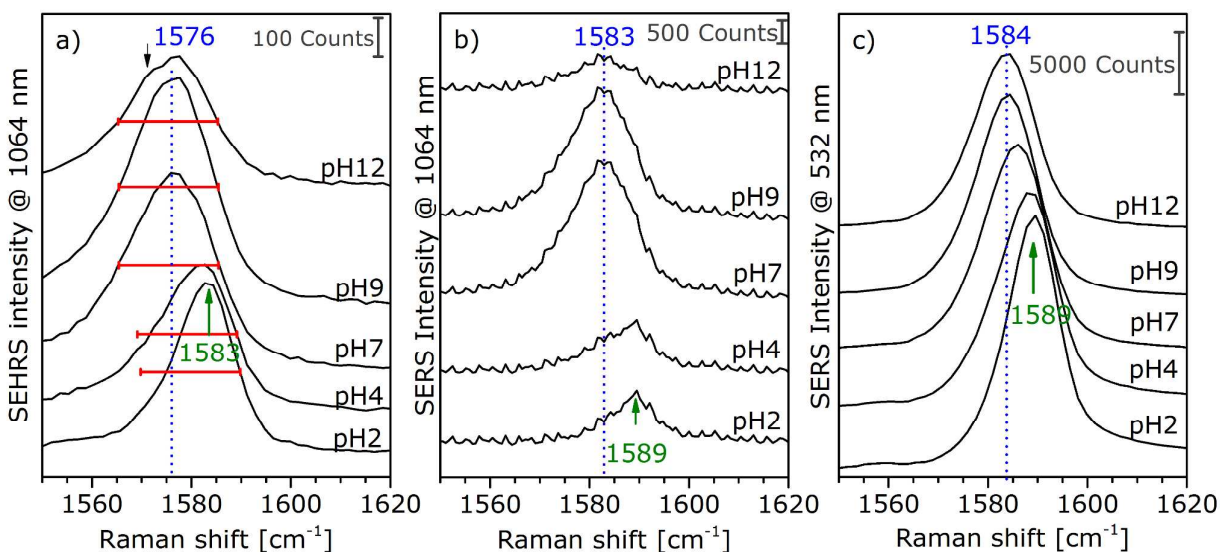 a)
1576
100 Counts
SEHRS intensity @ 1064 nm
pH12
pH9
pH7
1583
pH4
pH2
1560 1580 1600 1620
Raman shift [cm⁻¹]
b)
1583
500 Counts
SERS Intensity @ 1064 nm
pH12
pH9
pH7
pH4
pH2
1589
1560 1580 1600 1620
Raman shift [cm⁻¹]
c)
1584
5000 Counts
SERS Intensity @ 532 nm
pH12
pH9
1589
pH7
pH4
pH2
1560 1580 1600 1620
Raman shift [cm⁻¹]